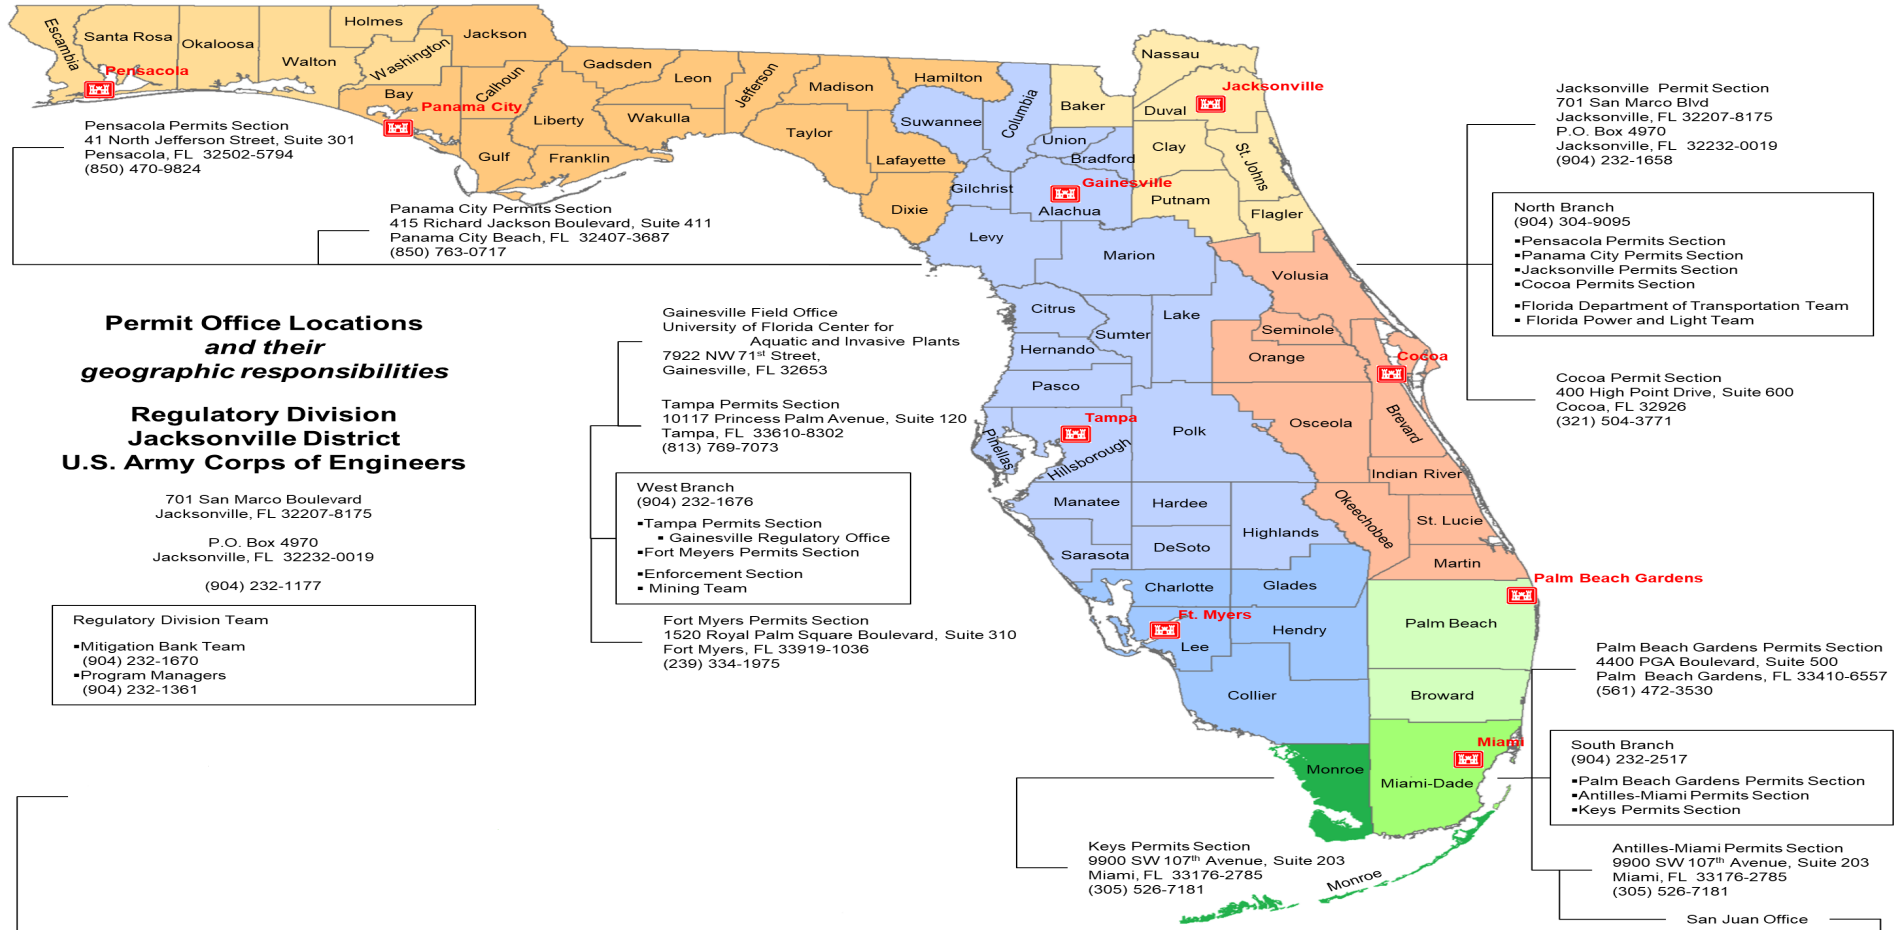 Escambia
Santa Rosa
Okaloosa
Walton
Holmes
Washington
Jackson
Bay
Calhoun
Gulf
Gadsden
Liberty
Franklin
Leon
Wakulla
Jefferson
Madison
Taylor
Hamilton
Lafayette
Dixie
Suwannee
Columbia
Baker
Nassau
Duval
Union
Bradford
Clay
St. Johns
Gilchrist
Alachua
Putnam
Flagler
Levy
Marion
Volusia
Citrus
Sumter
Lake
Seminole
Hernando
Orange
Pasco
Pinellas
Hillsborough
Polk
Osceola
Brevard
Indian River
Manatee
Hardee
Highlands
Okeechobee
St. Lucie
Sarasota
DeSoto
Martin
Charlotte
Glades
Lee
Hendry
Palm Beach
Collier
Broward
Monroe
Miami-Dade
Monroe
Pensacola
Panama City
Jacksonville
Gainesville
Cocoa
Tampa
Palm Beach Gardens
Ft. Myers
Miami
Pensacola Permits Section
41 North Jefferson Street, Suite 301
Pensacola, FL 32502-5794
(850) 470-9824
Panama City Permits Section
415 Richard Jackson Boulevard, Suite 411
Panama City Beach, FL 32407-3687
(850) 763-0717
Permit Office Locations
and their
geographic responsibilities
Regulatory Division
Jacksonville District
U.S. Army Corps of Engineers
701 San Marco Boulevard
Jacksonville, FL 32207-8175
P.O. Box 4970
Jacksonville, FL 32232-0019
(904) 232-1177
Regulatory Division Team
▪Mitigation Bank Team
(904) 232-1670
▪Program Managers
(904) 232-1361
Gainesville Field Office
University of Florida Center for
Aquatic and Invasive Plants
7922 NW 71st Street,
Gainesville, FL 32653
Tampa Permits Section
10117 Princess Palm Avenue, Suite 120
Tampa, FL 33610-8302
(813) 769-7073
West Branch
(904) 232-1676
▪Tampa Permits Section
▪ Gainesville Regulatory Office
▪Fort Meyers Permits Section
▪Enforcement Section
▪ Mining Team
Fort Myers Permits Section
1520 Royal Palm Square Boulevard, Suite 310
Fort Myers, FL 33919-1036
(239) 334-1975
Jacksonville Permit Section
701 San Marco Blvd
Jacksonville, FL 32207-8175
P.O. Box 4970
Jacksonville, FL 32232-0019
(904) 232-1658
North Branch
(904) 304-9095
▪Pensacola Permits Section
▪Panama City Permits Section
▪Jacksonville Permits Section
▪Cocoa Permits Section
▪Florida Department of Transportation Team
▪ Florida Power and Light Team
Cocoa Permit Section
400 High Point Drive, Suite 600
Cocoa, FL 32926
(321) 504-3771
Palm Beach Gardens Permits Section
4400 PGA Boulevard, Suite 500
Palm Beach Gardens, FL 33410-6557
(561) 472-3530
South Branch
(904) 232-2517
▪Palm Beach Gardens Permits Section
▪Antilles-Miami Permits Section
▪Keys Permits Section
Keys Permits Section
9900 SW 107th Avenue, Suite 203
Miami, FL 33176-2785
(305) 526-7181
Antilles-Miami Permits Section
9900 SW 107th Avenue, Suite 203
Miami, FL 33176-2785
(305) 526-7181
San Juan Office